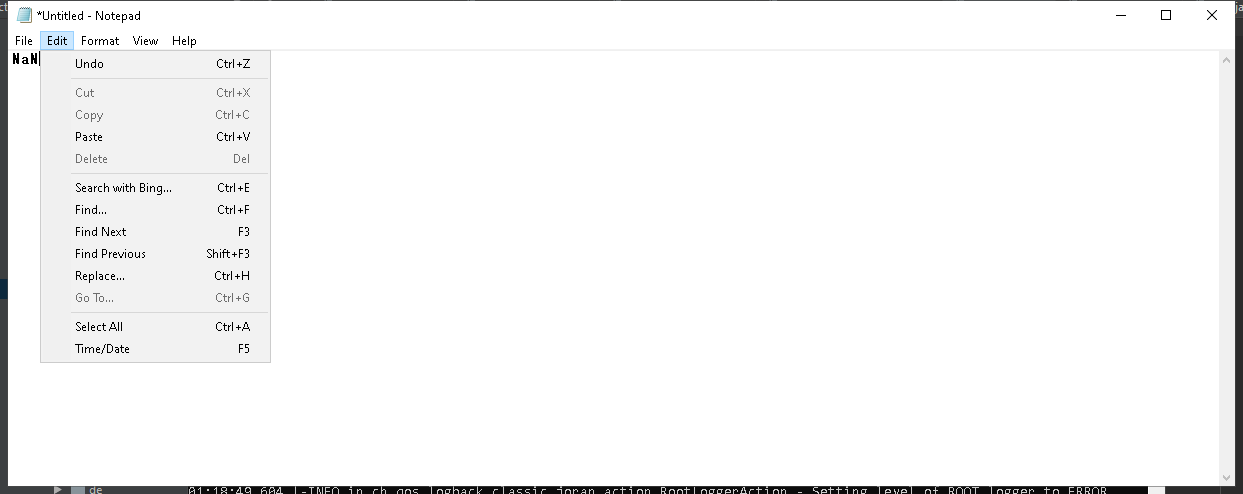 *Untitled - Notepad
File Edit Format View Help
NaN
Undo Ctrl+Z
Cut Ctrl+X
Copy Ctrl+C
Paste Ctrl+V
Delete Del
Search with Bing... Ctrl+E
Find... Ctrl+F
Find Next F3
Find Previous Shift+F3
Replace... Ctrl+H
Go To... Ctrl+G
Select All Ctrl+A
Time/Date F5
de 01:18:49,604 |-INFO in ch.qos.logback.classic.joran.action.RootLoggerAction - Setting level of ROOT logger to ERROR